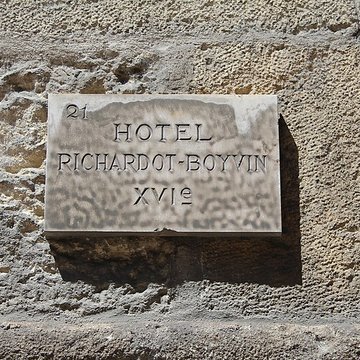 21
HOTEL
RICHARDOT-BOYVIN
XVIe